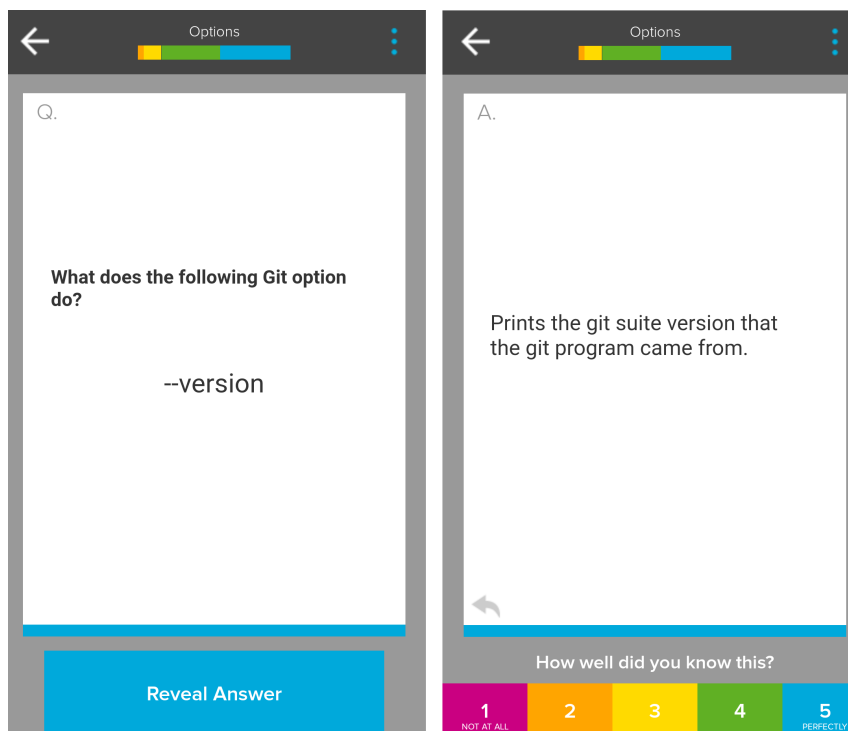 Options
Q.
What does the following Git option
do?
--version
Reveal Answer
Options
A.
Prints the git suite version that
the git program came from.
How well did you know this?
1
NOT AT ALL
2
3
4
5
PERFECTLY